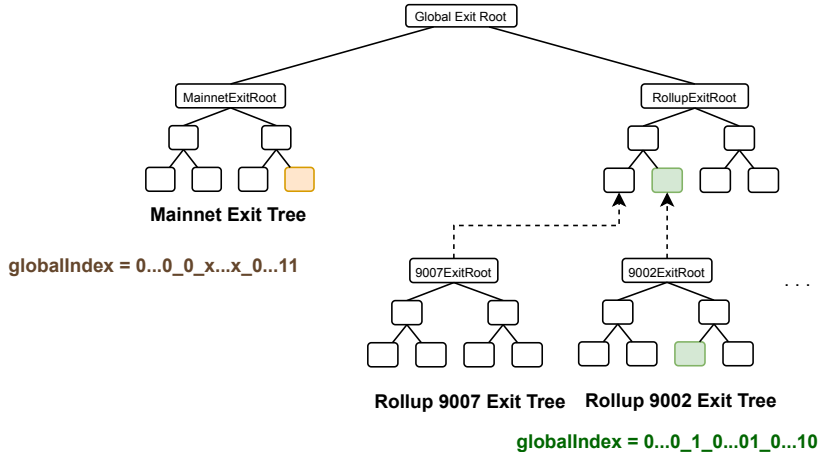 Global Exit Root
MainnetExitRoot
RollupExitRoot
Mainnet Exit Tree
globalIndex = 0...0_0_x...x_0...11
9007ExitRoot
9002ExitRoot
. . .
Rollup 9007 Exit Tree
Rollup 9002 Exit Tree
globalIndex = 0...0_1_0...01_0...10